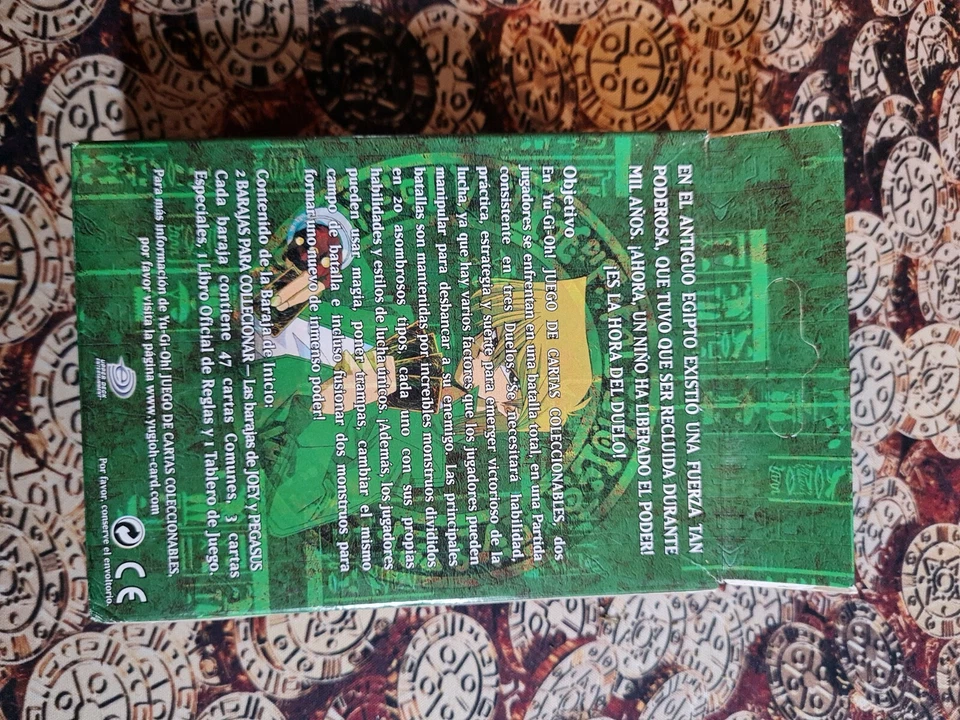 EN EL ANTIGUO EGIPTO EXISTIÓ UNA FUERZA TAN
PODEROSA, QUE TUVO QUE SER RECLUIDA DURANTE
MIL AÑOS. ¡AHORA, UN NIÑO HA LIBERADO EL PODER!
¡ES LA HORA DEL DUELO!
Objetivo
En Yu-Gi-Oh! JUEGO DE CARTAS COLECCIONABLES, dos
jugadores se enfrentan en una batalla total, en una Partida
consistente en tres Duelos. Se necesitará habilidad
práctica, estrategia y suerte para emerger victorioso de la
lucha, ya que hay varios factores que los jugadores pueden
manipular para desbancar a su enemigo. Las principales
batallas son mantenidas por increíbles monstruos divididos
en 20 asombrosos tipos, cada uno con sus propias
habilidades y estilos de lucha únicos. ¡Además, los jugadores
pueden usar magia, poner trampas, cambiar el mismo
campo de batalla e incluso fusionar dos monstruos para
formar uno nuevo de inmenso poder!
Contenido de la Baraja de Inicio:
2 BARAJAS PARA COLECCIONAR – Las barajas de JOEY y PEGASUS
Cada baraja contiene 47 cartas Comunes, 3 cartas
Especiales, 1 Libro Oficial de Reglas y 1 Tablero de Juego.
Para más información de Yu-Gi-Oh! JUEGO DE CARTAS COLECCIONABLES,
por favor visita la página www.yugioh-card.com
Por favor, conserve el envoltorio.
CE